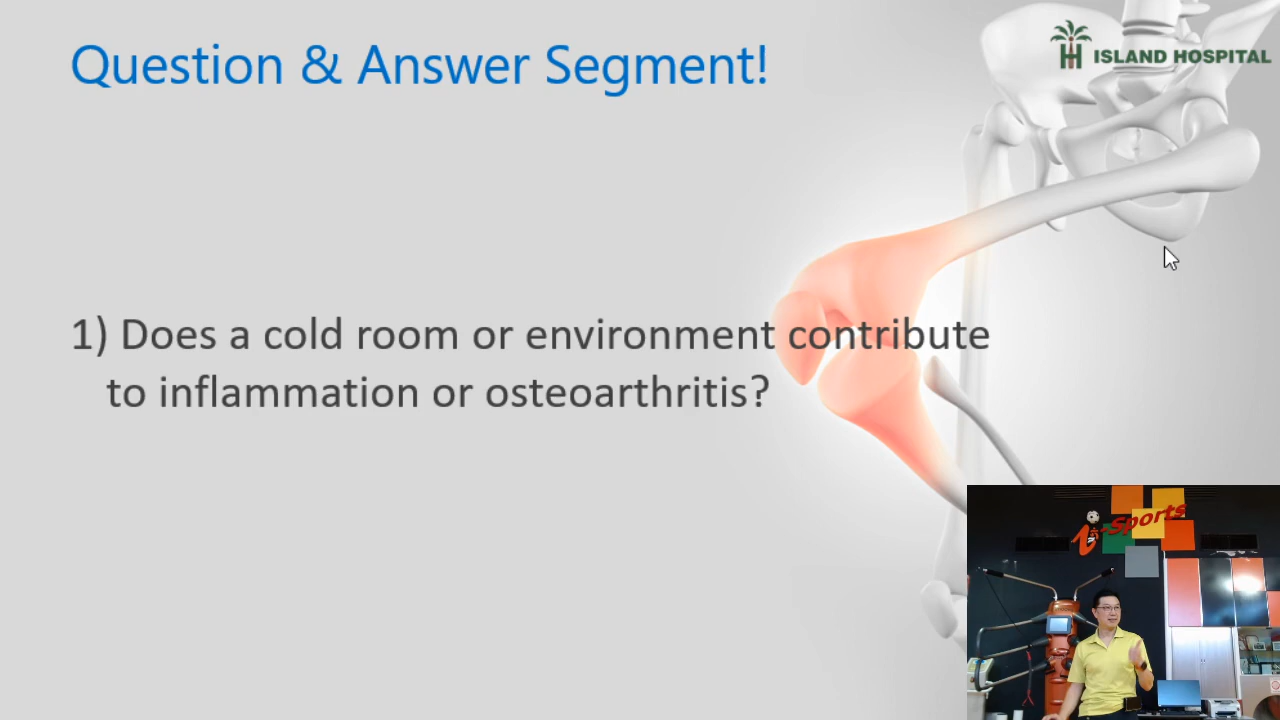 Question & Answer Segment!
ISLAND HOSPITAL
1) Does a cold room or environment contribute
to inflammation or osteoarthritis?
i-Sports